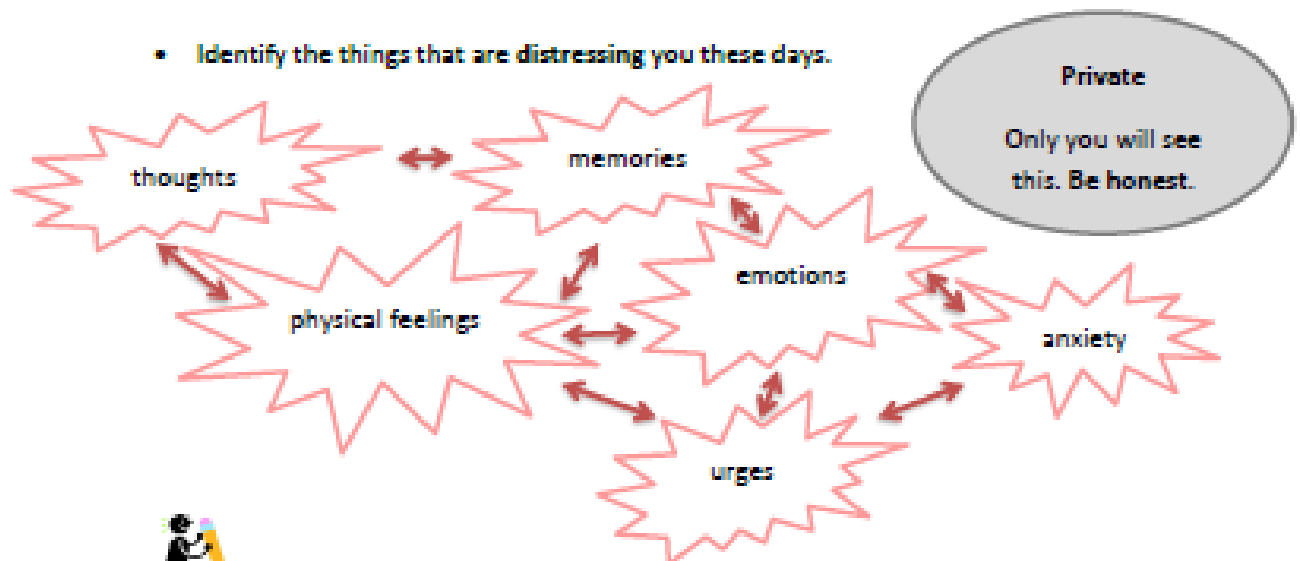 • Identify the things that are distressing you these days.
Private
Only you will see
this. Be honest.
thoughts
memories
emotions
physical feelings
anxiety
urges